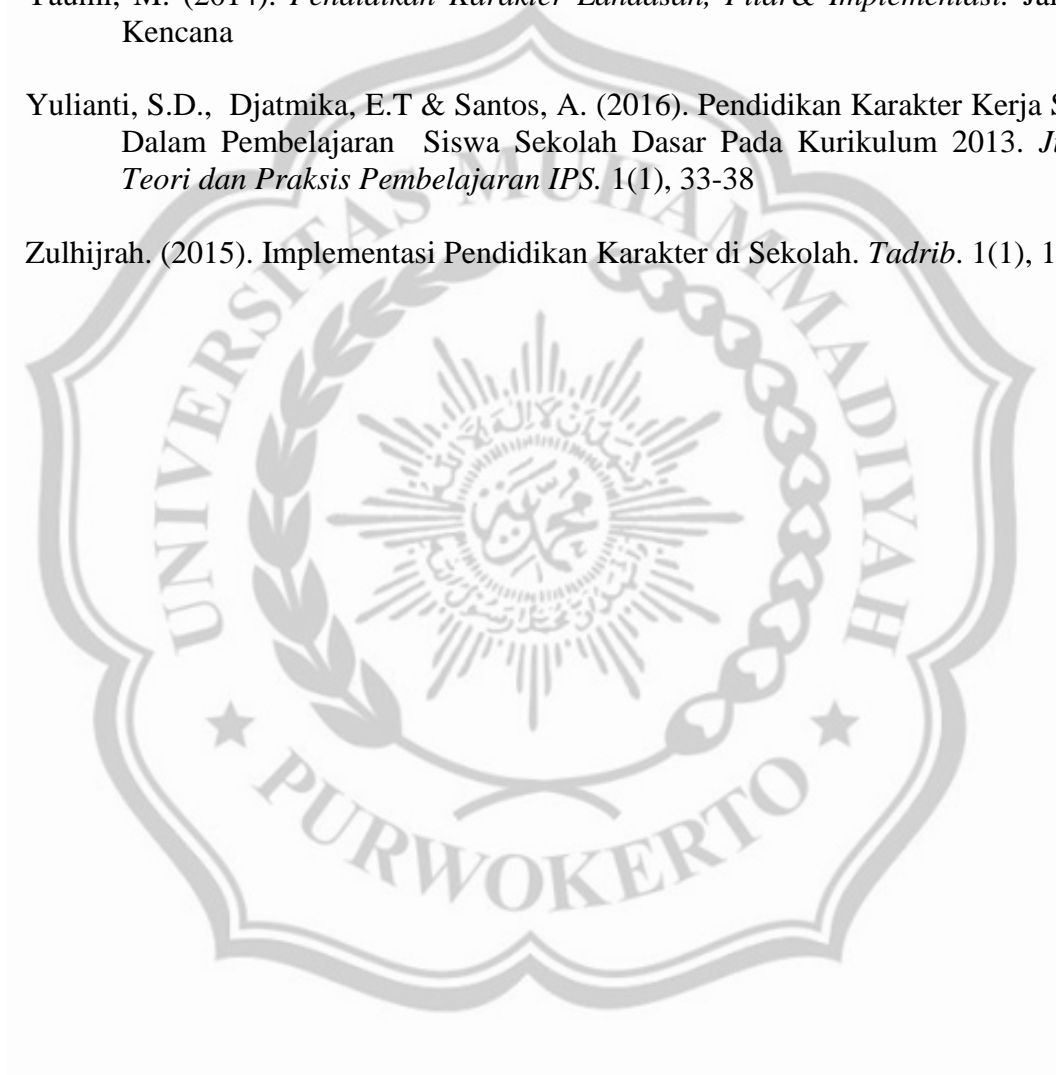 Kencana
Yulianti, S.D., Djatmika, E.T & Santos, A. (2016). Pendidikan Karakter Kerja
Dalam Pembelajaran Siswa Sekolah Dasar Pada Kurikulum 2013.
Teori dan Praksis Pembelajaran IPS. 1(1), 33-38
Zulhijrah. (2015). Implementasi Pendidikan Karakter di Sekolah. Tadrib. 1(1), 1
UNIVERSITAS MUHAMMADIYAH
PURWOKERTO